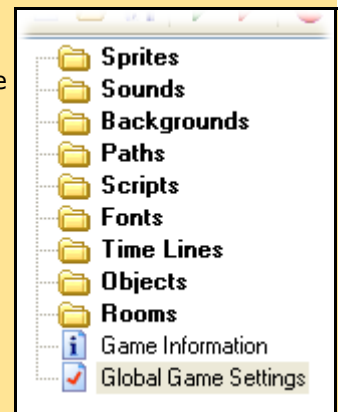 e
Sprites
Sounds
Backgrounds
Paths
Scripts
Fonts
Time Lines
Objects
Rooms
Game Information
Global Game Settings